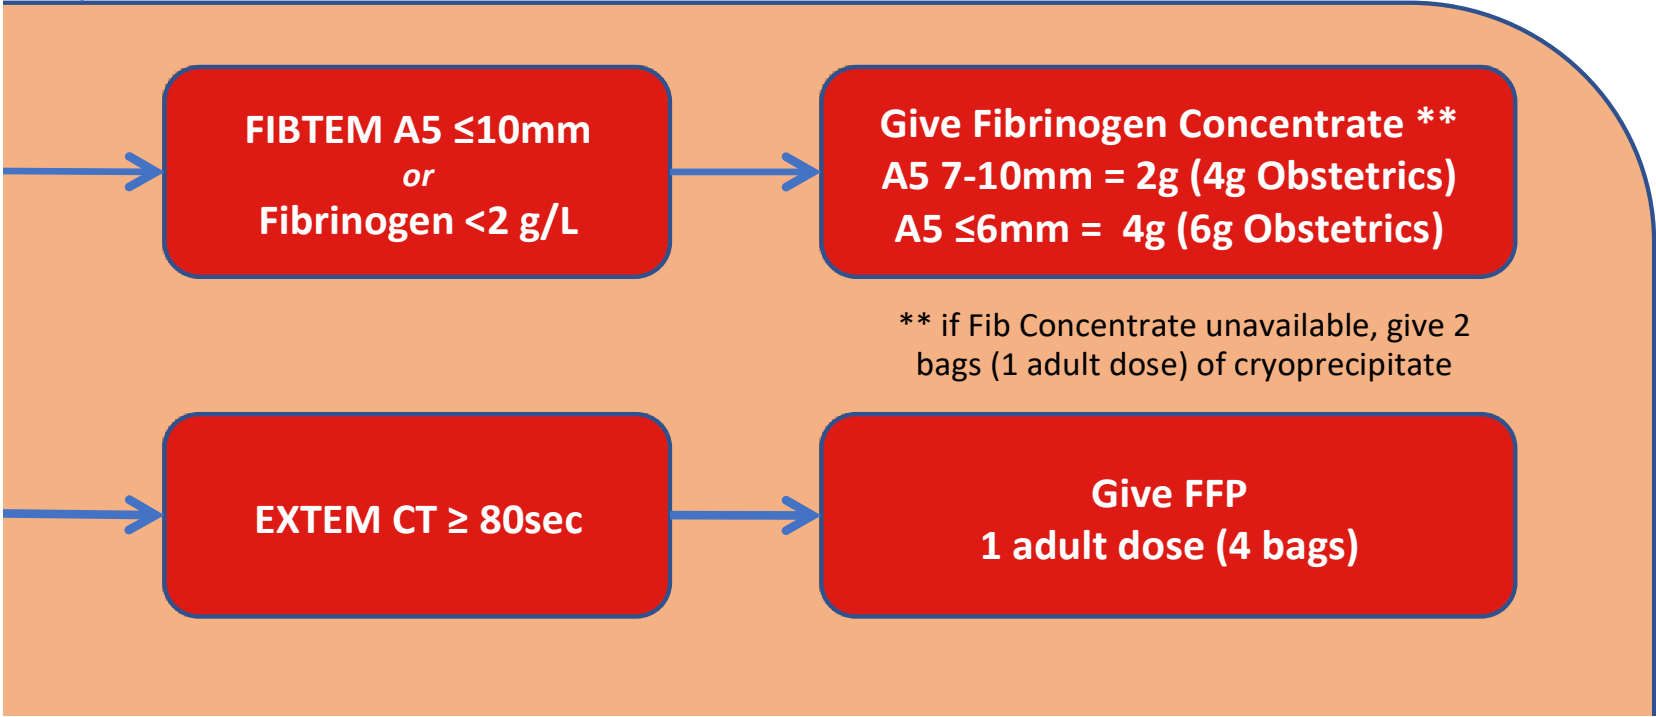 FIBTEM A5 ≤10mm
or
Fibrinogen <2 g/L
Give Fibrinogen Concentrate **
A5 7-10mm = 2g (4g Obstetrics)
A5 ≤6mm =  4g (6g Obstetrics)
** if Fib Concentrate unavailable, give 2
bags (1 adult dose) of cryoprecipitate
EXTEM CT ≥ 80sec
Give FFP
1 adult dose (4 bags)